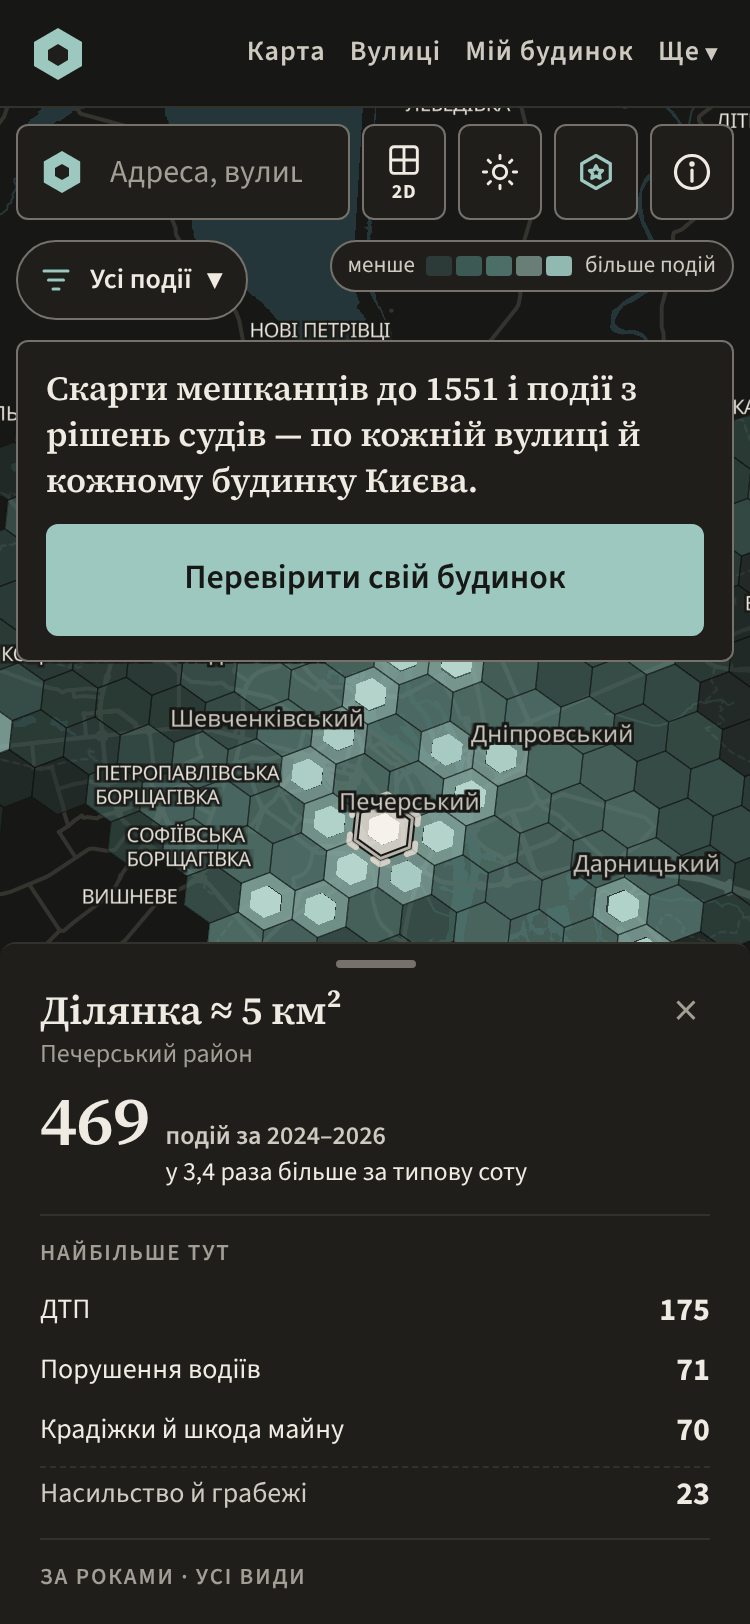 Карта Вулиці Мій будинок Ще ▾
Адреса, вулиц
2D
Усі події ▼
менше більше подій
НОВІ ПЕТРІВЦІ
Скарги мешканців до 1551 і події з
рішень судів — по кожній вулиці й
кожному будинку Києва.
Перевірити свій будинок
Шевченківський
Дніпровський
ПЕТРОПАВЛІВСЬКА
БОРЩАГІВКА
Печерський
СОФІЇВСЬКА
БОРЩАГІВКА
Дарницький
ВИШНЕВЕ
Ділянка ≈ 5 км²
×
Печерський район
469 подій за 2024–2026
у 3,4 раза більше за типову соту
НАЙБІЛЬШЕ ТУТ
ДТП 175
Порушення водіїв 71
Крадіжки й шкода майну 70
Насильство й грабежі 23
ЗА РОКАМИ · УСІ ВИДИ